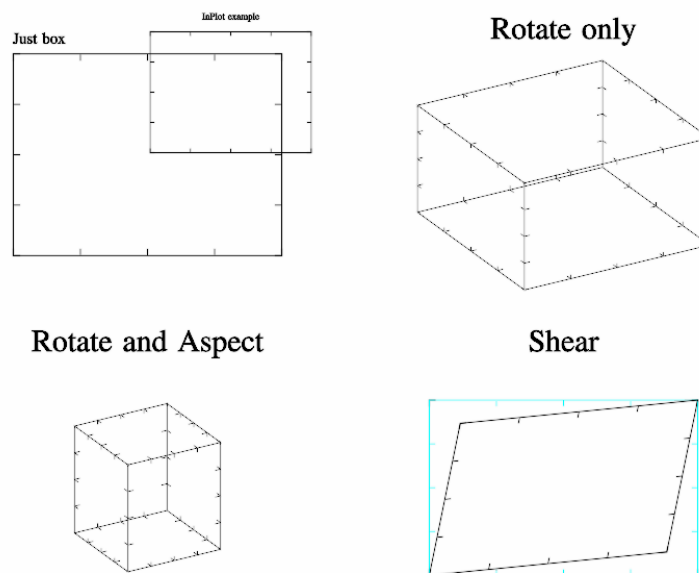 InPlot example
Just box
Rotate only
Rotate and Aspect
Shear